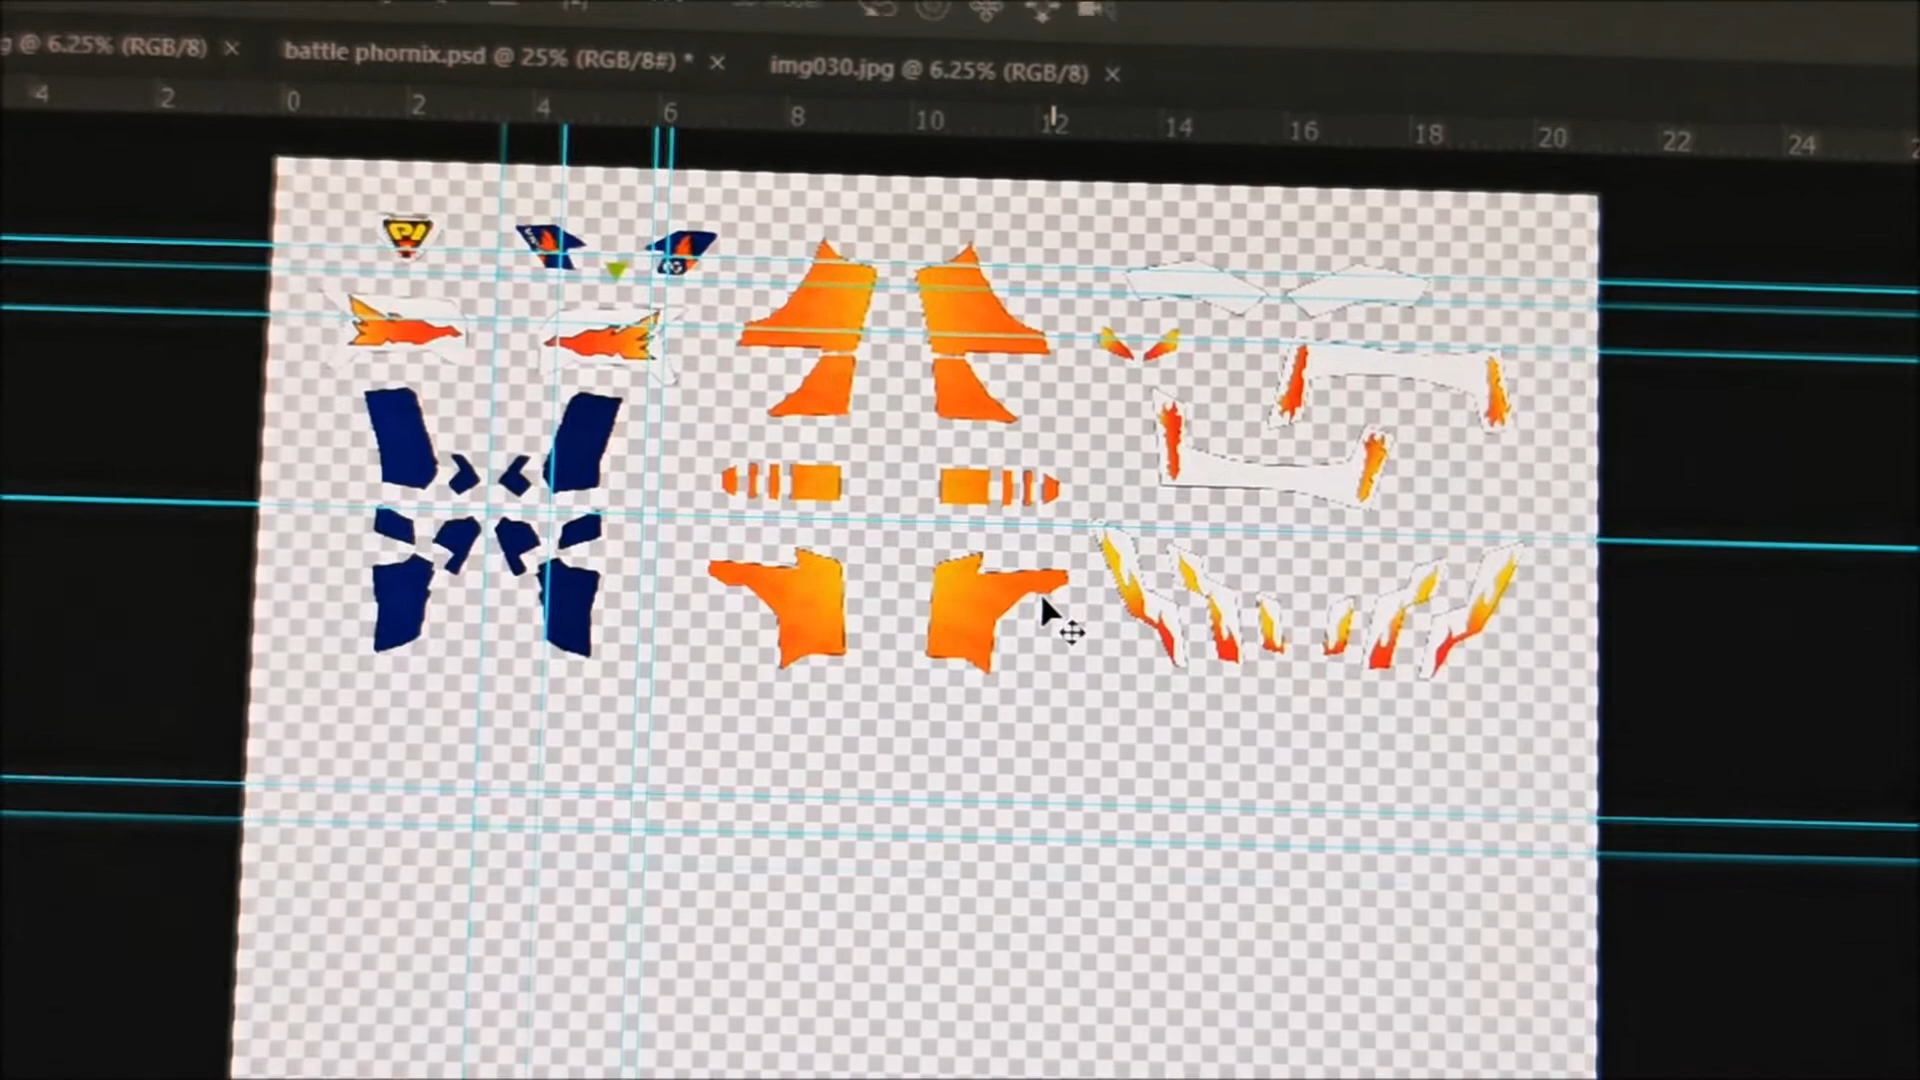 g @ 6.25% (RGB/8) × battle phornix.psd @ 25% (RGB/8#) * × img030.jpg @ 6.25% (RGB/8) ×
4 2 0 2 4 6 8 10 12 14 16 18 20 22 24
PI